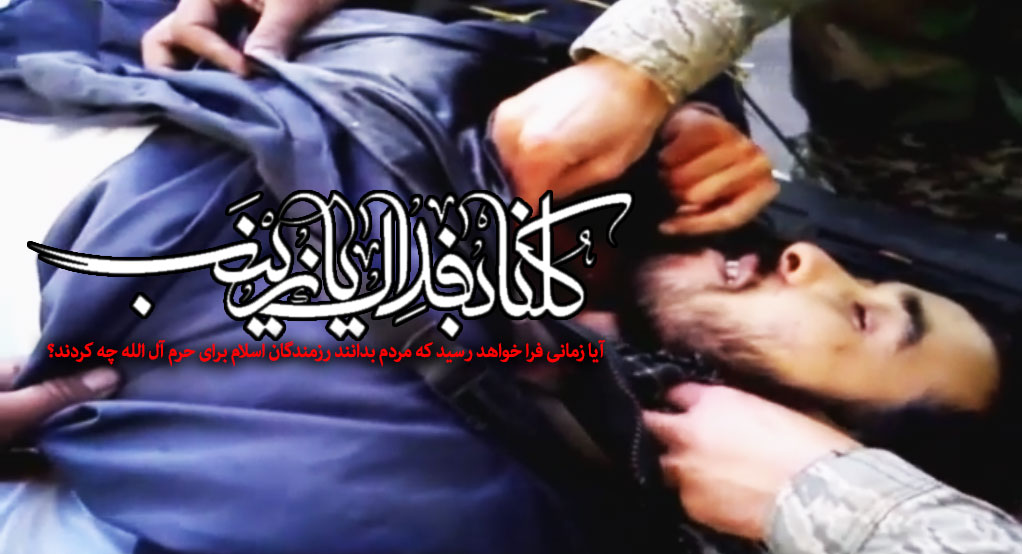 کلنا بفداک یا زینب
آیا زمانی فرا خواهد رسید که مردم بدانند رزمندگان اسلام برای حرم آل الله چه کردند؟